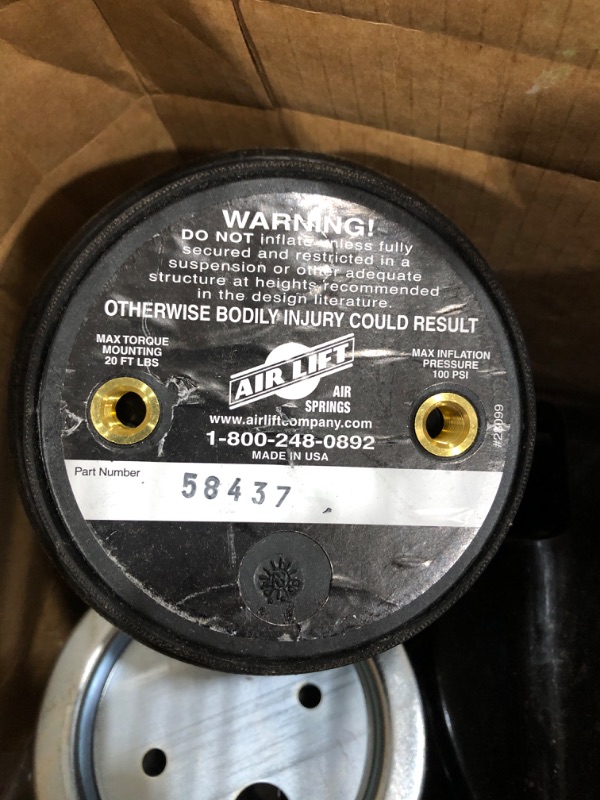 WARNING!
DO NOT inflate unless fully
secured and restricted in a
suspension or other adequate
structure at heights recommended
in the design literature.
OTHERWISE BODILY INJURY COULD RESULT
MAX TORQUE
MOUNTING
20 FT LBS
AIR LIFT
AIR
SPRINGS
MAX INFLATION
PRESSURE
100 PSI
www.airliftcompany.com
1-800-248-0892
MADE IN USA
Part Number
58437